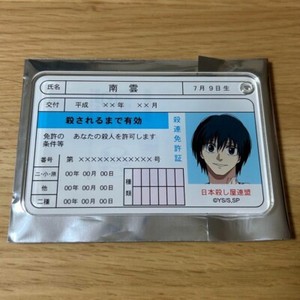 氏名 南雲 7月9日生
交付 平成 ××年 ××月
殺されるまで有効
免許の条件等 あなたの殺人を許可します
殺連免許証
番号 第 ×××××××××××××号
二・小・原 00年 00月 00日
他 00年 00月 00日
二種 00年 00月 00日
種類
日本殺し屋連盟
©YS/S,SP